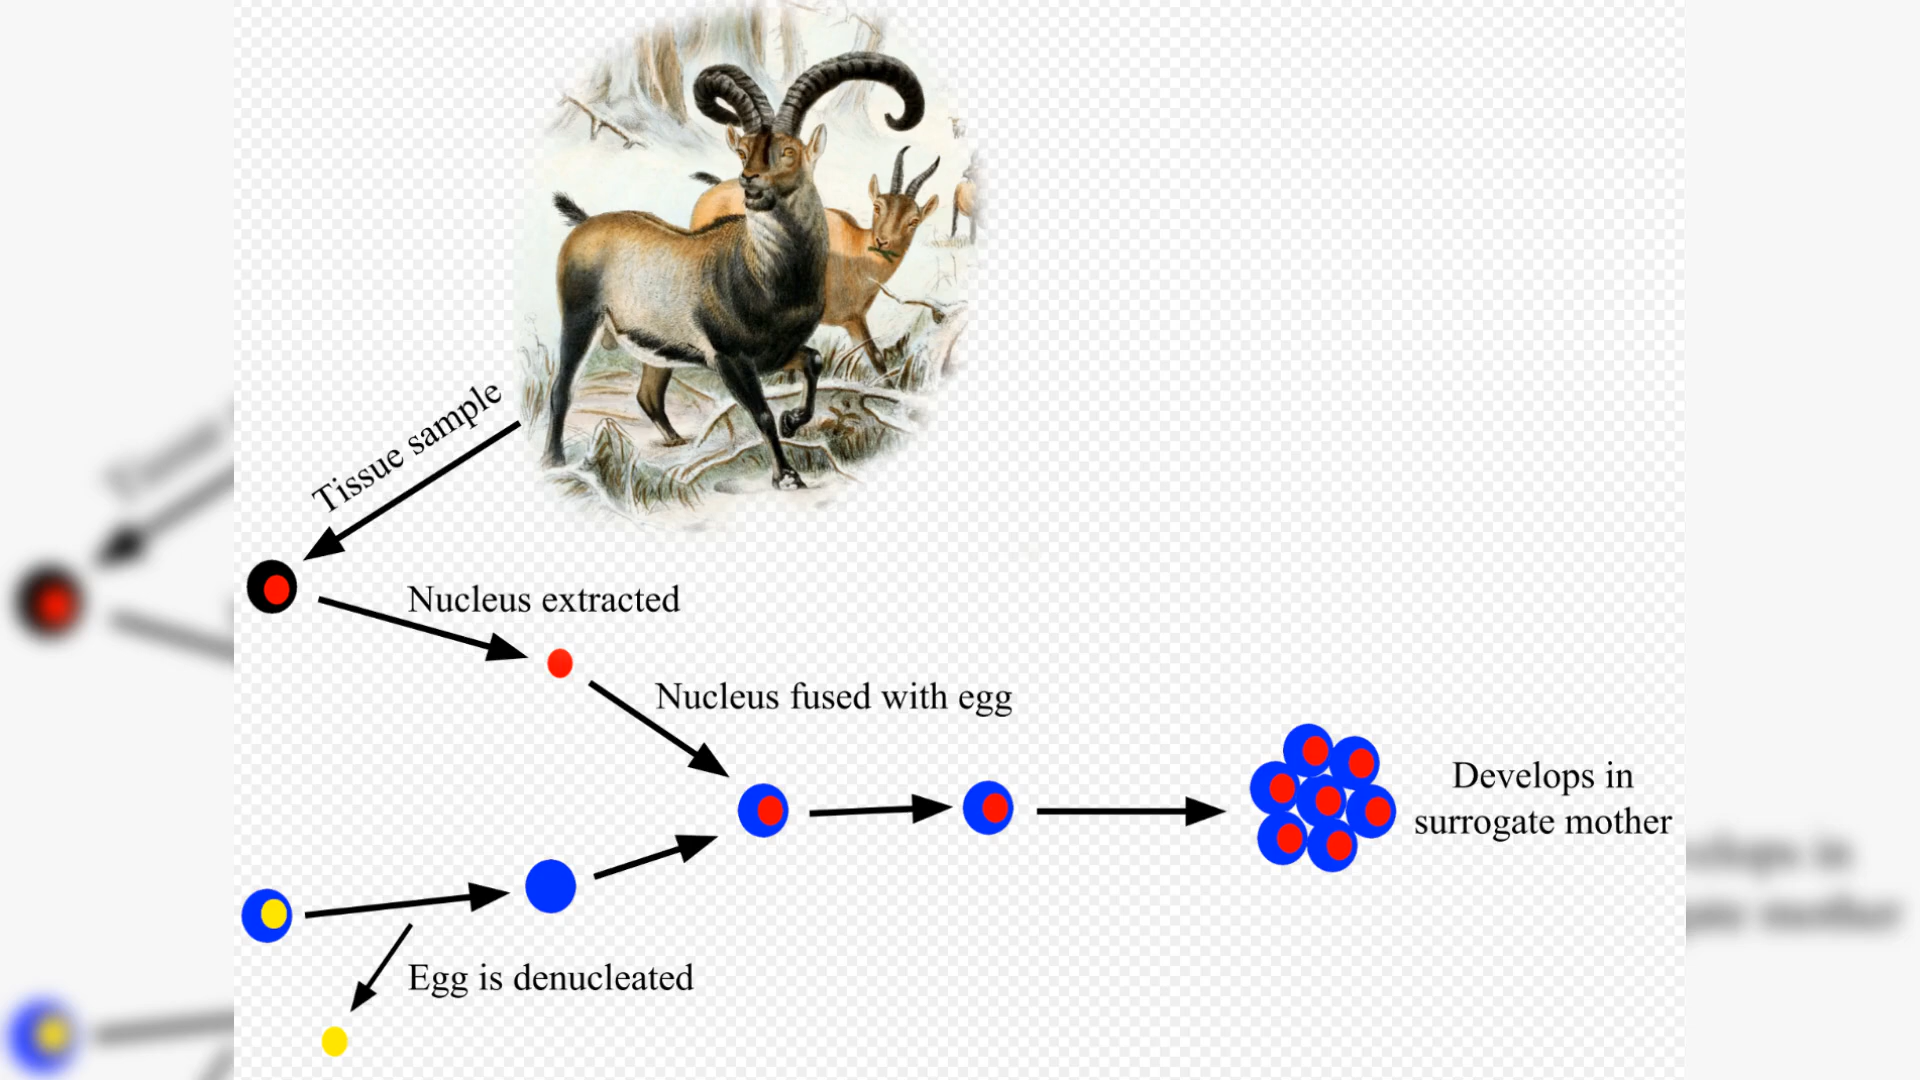 Tissue sample
Nucleus extracted
Nucleus fused with egg
Develops in
surrogate mother
Egg is denucleated